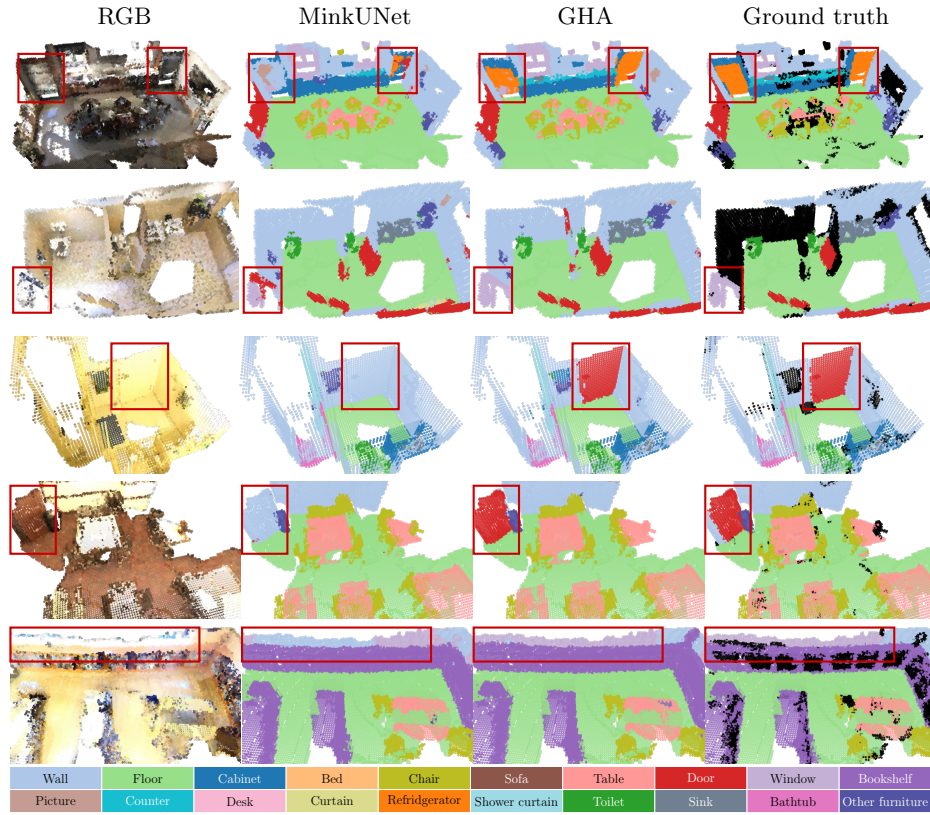 RGB MinkUNet GHA Ground truth
Wall Floor Cabinet Bed Chair Sofa Table Door Window Bookshelf
Picture Counter Desk Curtain Refridgerator Shower curtain Toilet Sink Bathtub Other furniture